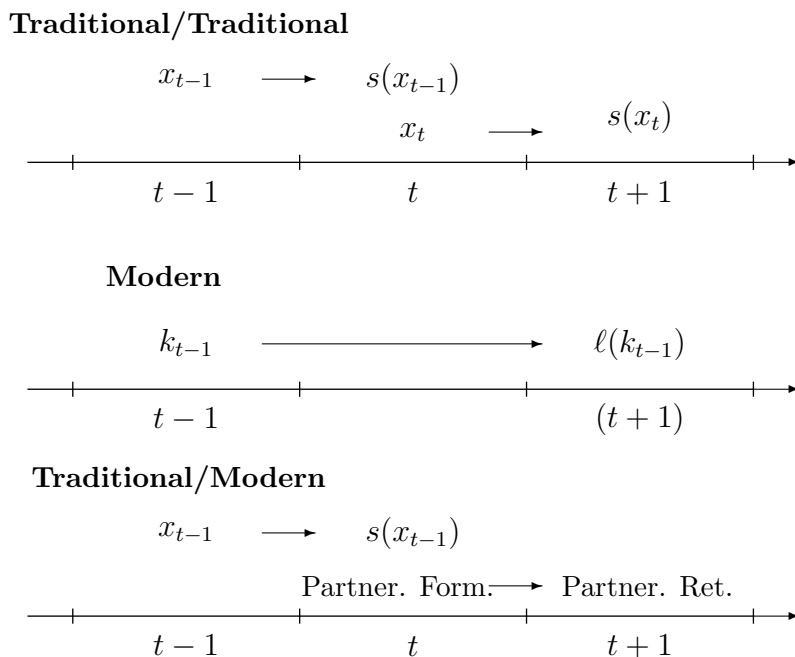 Traditional/Traditional
x_{t−1} s(x_{t−1})
x_t s(x_t)
t − 1 t t + 1
Modern
k_{t−1} ℓ(k_{t−1})
t − 1 (t + 1)
Traditional/Modern
x_{t−1} s(x_{t−1})
Partner. Form. Partner. Ret.
t − 1 t t + 1